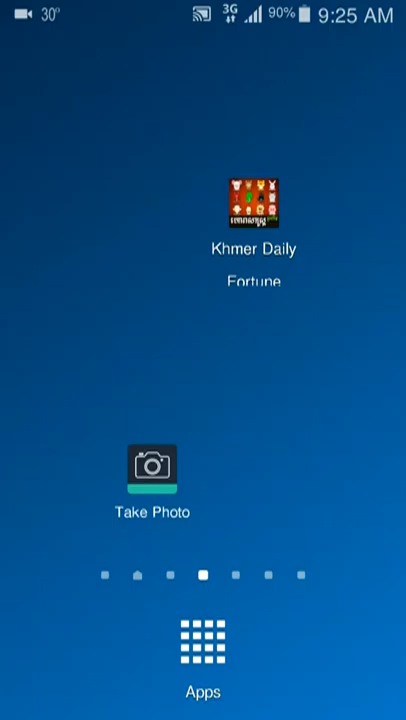 30°
3G
90%
9:25 AM
Khmer Daily
Fortune
Take Photo
Apps